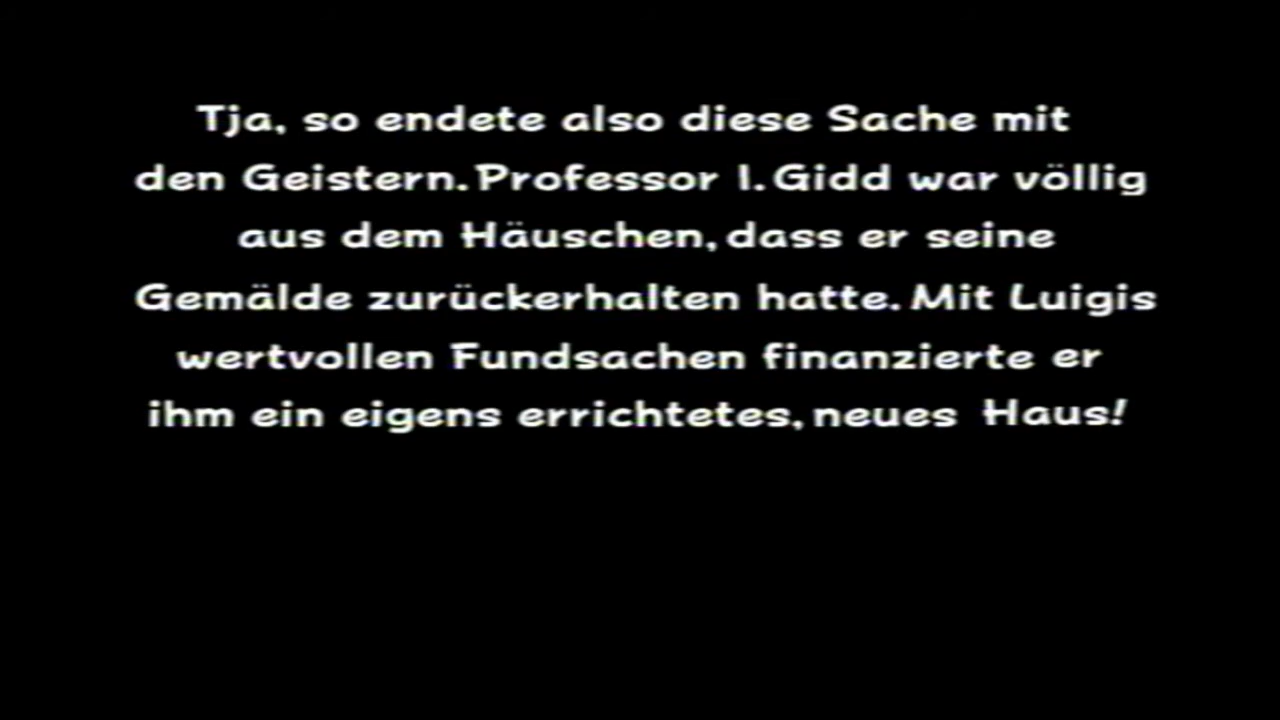 Tja, so endete also diese Sache mit
den Geistern. Professor I. Gidd war völlig
aus dem Häuschen, dass er seine
Gemälde zurückerhalten hatte. Mit Luigis
wertvollen Fundsachen finanzierte er
ihm ein eigens errichtetes, neues Haus!